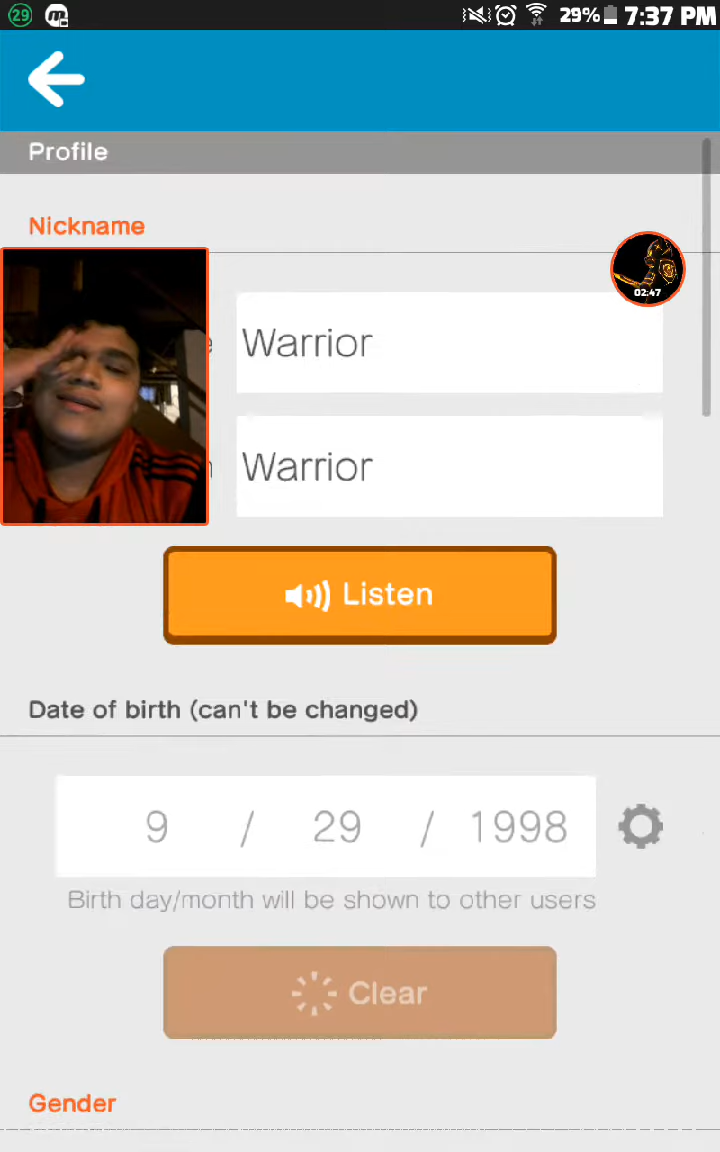 29 29% 7:37 PM
Profile
Nickname
02:47
Warrior
Warrior
Listen
Date of birth (can't be changed)
9 / 29 / 1998
Birth day/month will be shown to other users
Clear
Gender